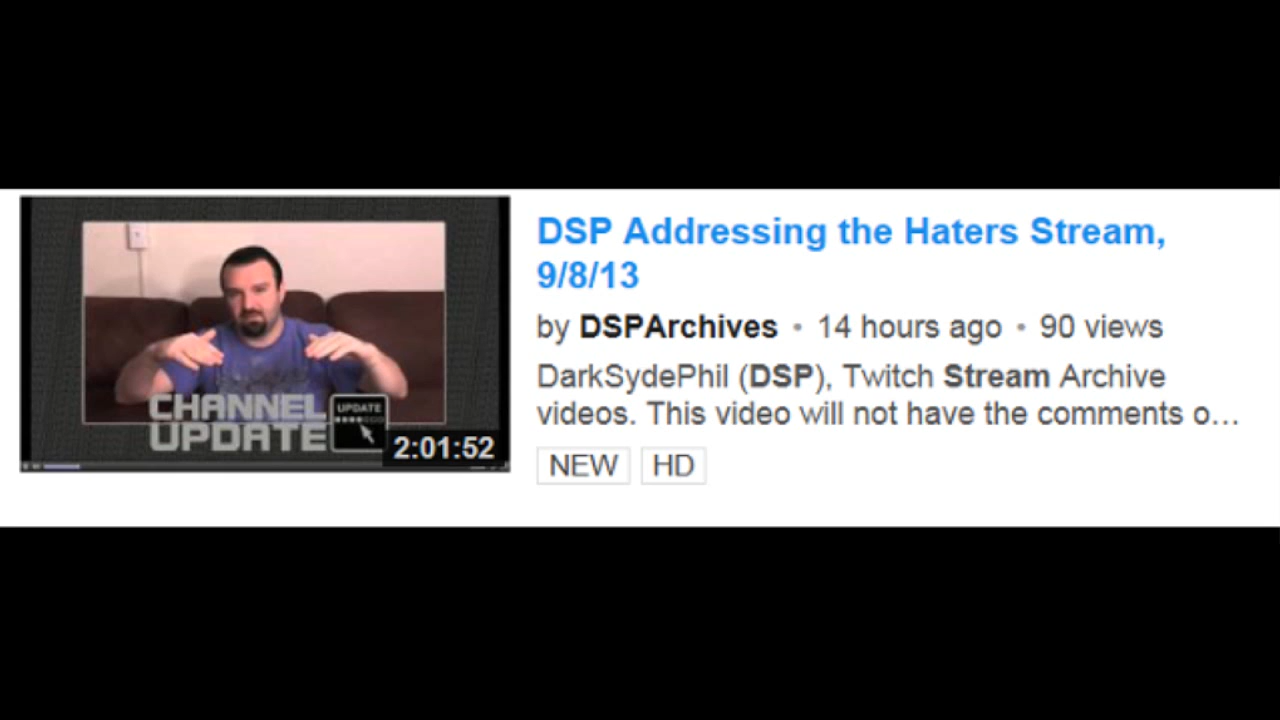 DSP Addressing the Haters Stream,
9/8/13
by DSPArchives • 14 hours ago • 90 views
DarkSydePhil (DSP), Twitch Stream Archive
videos. This video will not have the comments o...
NEW HD
CHANNEL
UPDATE
UPDATE
2:01:52